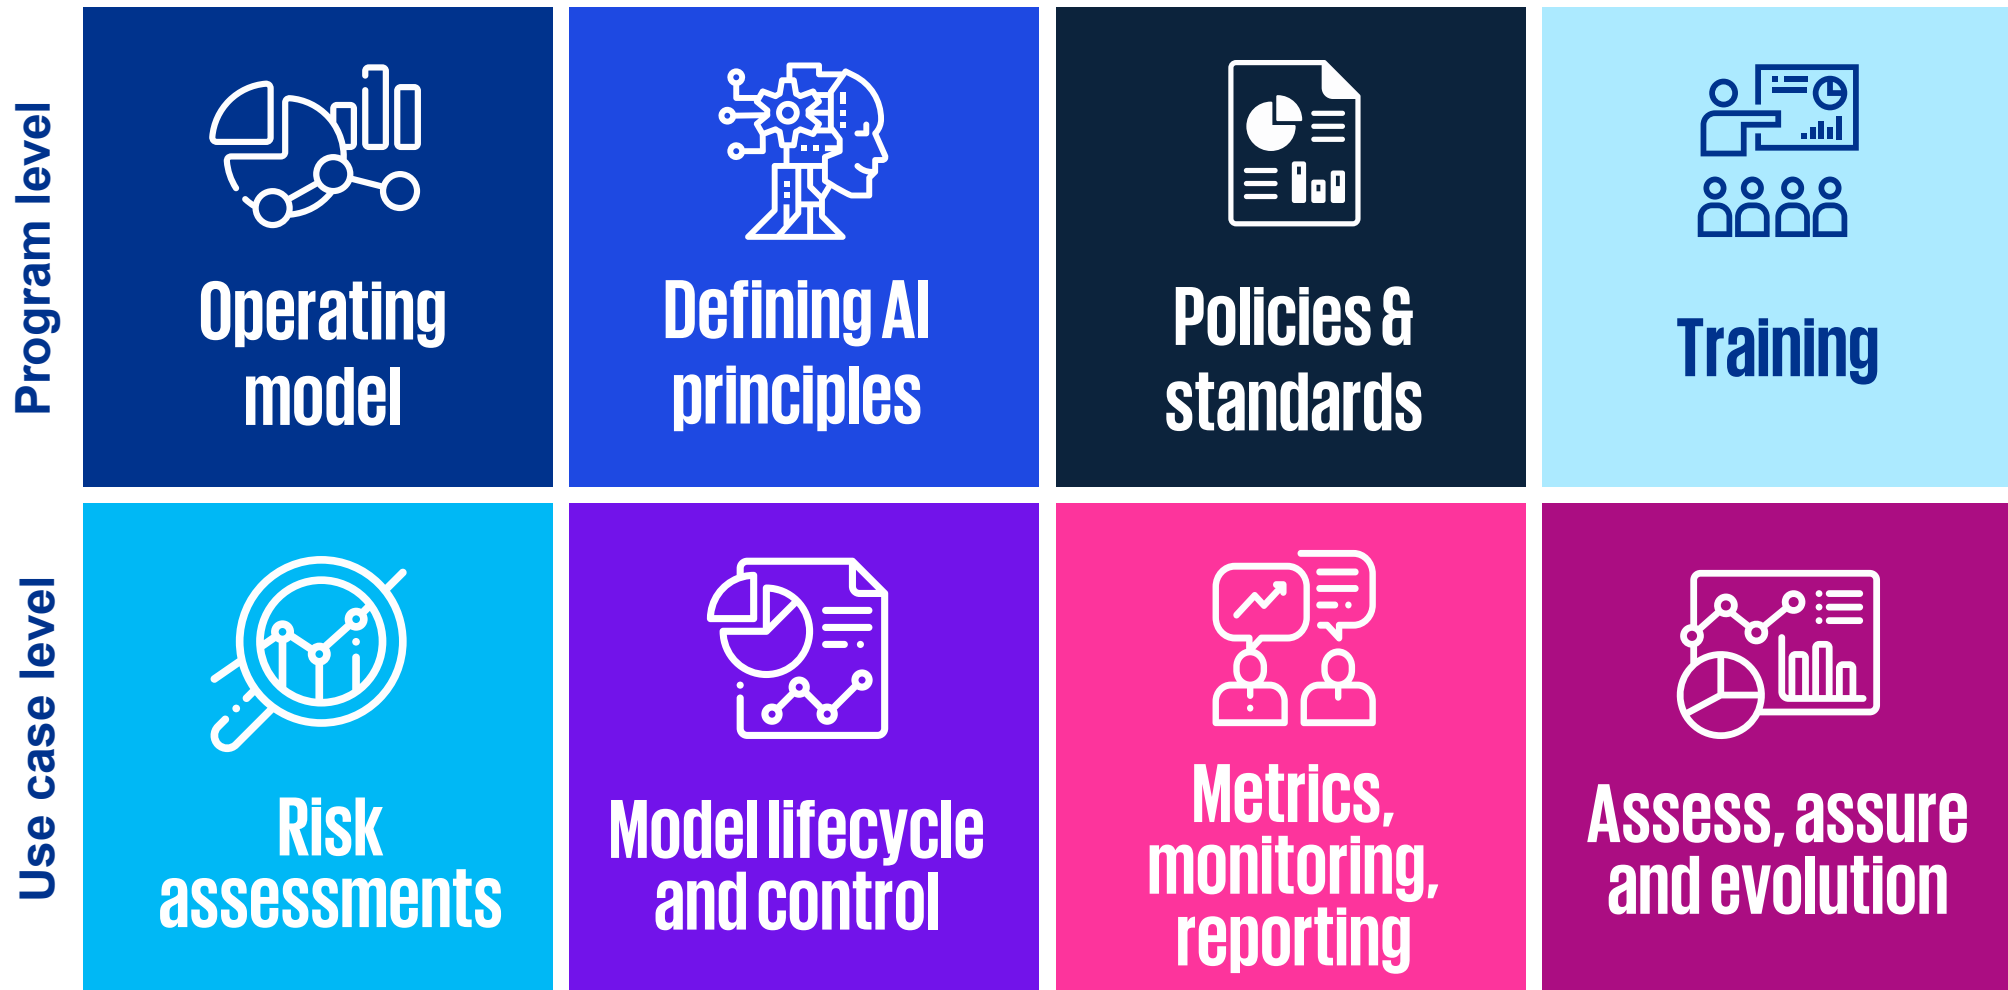 Program level
Operating
model
Defining AI
principles
Policies &
standards
Training
Use case level
Risk
assessments
Model lifecycle
and control
Metrics,
monitoring,
reporting
Assess, assure
and evolution